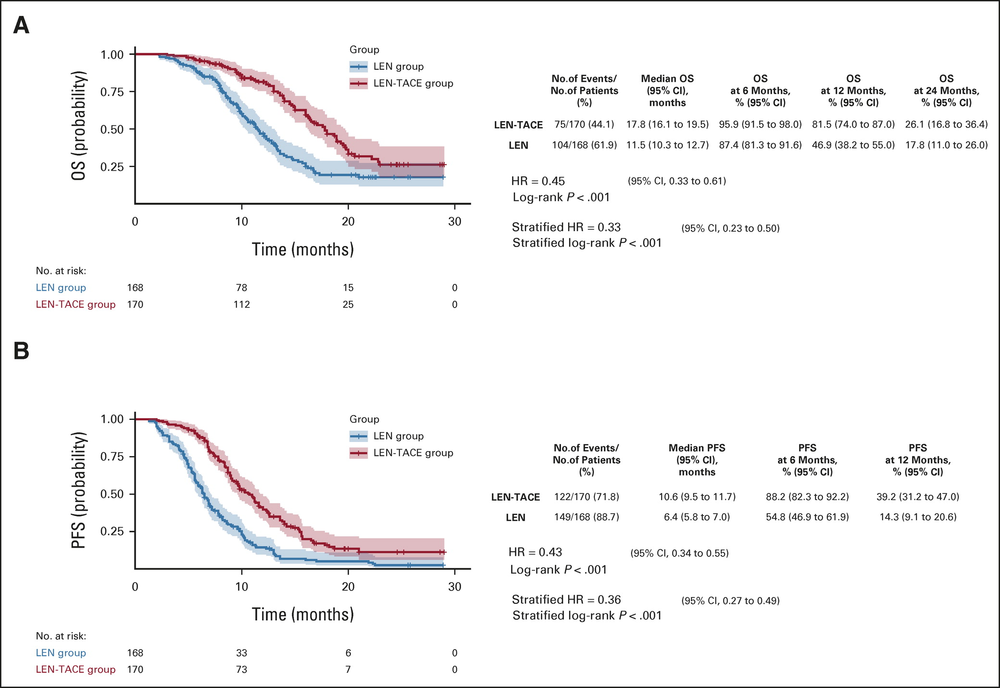 A
1.00
0.75
0.50
0.25
OS (probability)
0 10 20 30
Time (months)
Group
LEN group
LEN-TACE group
No. at risk:
LEN group 168 78 15 0
LEN-TACE group 170 112 25 0
No.of Events/ Median OS OS OS OS
No.of Patients (95% CI), at 6 Months, at 12 Months, at 24 Months,
(%) months % (95% CI) % (95% CI) % (95% CI)
LEN-TACE 75/170 (44.1) 17.8 (16.1 to 19.5) 95.9 (91.5 to 98.0) 81.5 (74.0 to 87.0) 26.1 (16.8 to 36.4)
LEN 104/168 (61.9) 11.5 (10.3 to 12.7) 87.4 (81.3 to 91.6) 46.9 (38.2 to 55.0) 17.8 (11.0 to 26.0)
HR = 0.45 (95% CI, 0.33 to 0.61)
Log-rank P < .001
Stratified HR = 0.33 (95% CI, 0.23 to 0.50)
Stratified log-rank P < .001
B
1.00
0.75
0.50
0.25
PFS (probability)
0 10 20 30
Time (months)
Group
LEN group
LEN-TACE group
No. at risk:
LEN group 168 33 6 0
LEN-TACE group 170 73 7 0
No.of Events/ Median PFS PFS PFS
No.of Patients (95% CI), at 6 Months, at 12 Months,
(%) months % (95% CI) % (95% CI)
LEN-TACE 122/170 (71.8) 10.6 (9.5 to 11.7) 88.2 (82.3 to 92.2) 39.2 (31.2 to 47.0)
LEN 149/168 (88.7) 6.4 (5.8 to 7.0) 54.8 (46.9 to 61.9) 14.3 (9.1 to 20.6)
HR = 0.43 (95% CI, 0.34 to 0.55)
Log-rank P < .001
Stratified HR = 0.36 (95% CI, 0.27 to 0.49)
Stratified log-rank P < .001